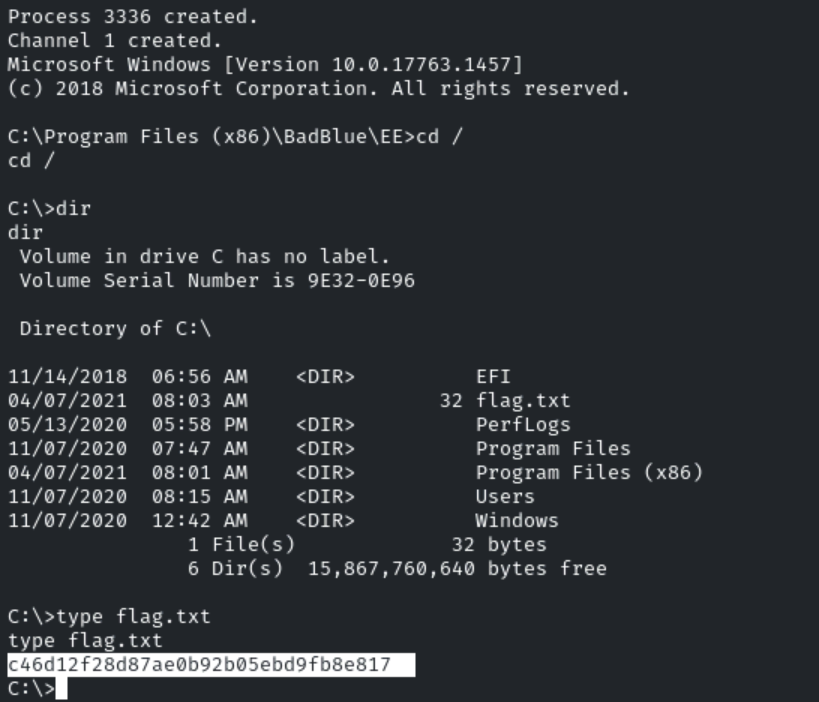 Process 3336 created.
Channel 1 created.
Microsoft Windows [Version 10.0.17763.1457]
(c) 2018 Microsoft Corporation. All rights reserved.
C:\Program Files (x86)\BadBlue\EE>cd /
cd /
C:\>dir
dir
 Volume in drive C has no label.
 Volume Serial Number is 9E32-0E96
 Directory of C:\
11/14/2018  06:56 AM    <DIR>          EFI
04/07/2021  08:03 AM                32 flag.txt
05/13/2020  05:58 PM    <DIR>          PerfLogs
11/07/2020  07:47 AM    <DIR>          Program Files
04/07/2021  08:01 AM    <DIR>          Program Files (x86)
11/07/2020  08:15 AM    <DIR>          Users
11/07/2020  12:42 AM    <DIR>          Windows
               1 File(s)             32 bytes
               6 Dir(s)  15,867,760,640 bytes free
C:\>type flag.txt
type flag.txt
c46d12f28d87ae0b92b05ebd9fb8e817
C:\>